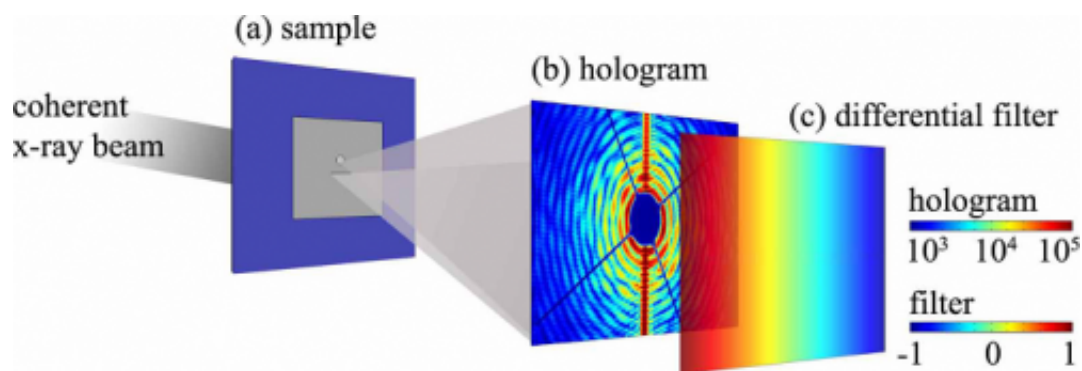 (a) sample
(b) hologram
coherent
x-ray beam
(c) differential filter
hologram
10³ 10⁴ 10⁵
filter
-1 0 1